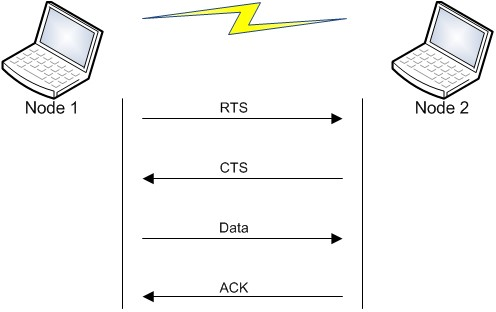 Node 1
Node 2
RTS
CTS
Data
ACK